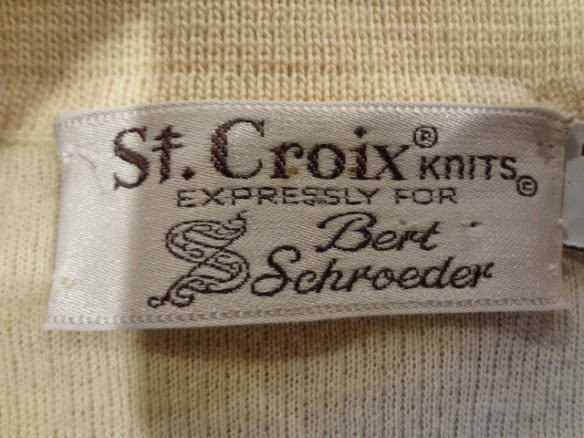 St. Croix® KNITS©
EXPRESSLY FOR
Bert
Schroeder